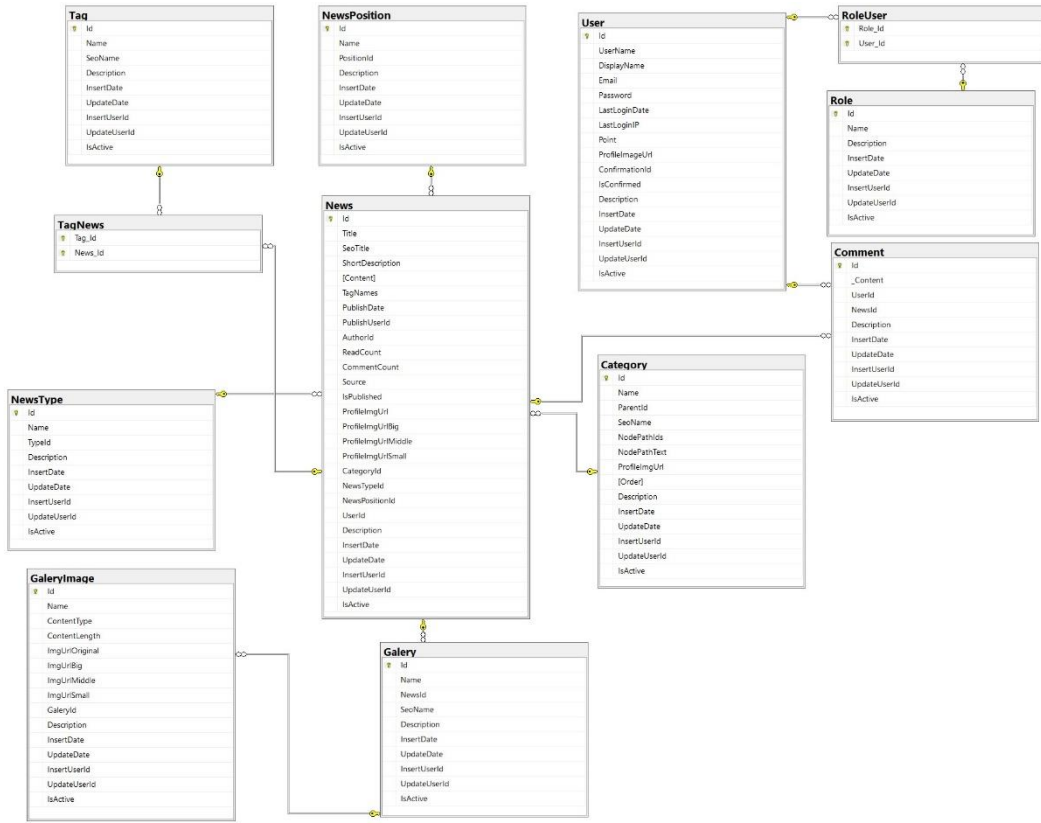 Tag
Id
Name
SeoName
Description
InsertDate
UpdateDate
InsertUserId
UpdateUserId
IsActive
NewsPosition
Id
Name
PositionId
Description
InsertDate
UpdateDate
InsertUserId
UpdateUserId
IsActive
User
Id
UserName
DisplayName
Email
Password
LastLoginDate
LastLoginIP
Point
ProfileImageUrl
ConfirmationId
IsConfirmed
Description
InsertDate
UpdateDate
InsertUserId
UpdateUserId
IsActive
RoleUser
Role_Id
User_Id
Role
Id
Name
Description
InsertDate
UpdateDate
InsertUserId
UpdateUserId
IsActive
TagNews
Tag_Id
News_Id
News
Id
Title
SeoTitle
ShortDescription
[Content]
TagNames
PublishDate
PublishUserId
AuthorId
ReadCount
CommentCount
Source
IsPublished
ProfileImgUrl
ProfileImgUrlBig
ProfileImgUrlMiddle
ProfileImgUrlSmall
CategoryId
NewsTypeId
NewsPositionId
UserId
Description
InsertDate
UpdateDate
InsertUserId
UpdateUserId
IsActive
Comment
Id
_Content
UserId
NewsId
Description
InsertDate
UpdateDate
InsertUserId
UpdateUserId
IsActive
Category
Id
Name
ParentId
SeoName
NodePathIds
NodePathText
ProfileImgUrl
[Order]
Description
InsertDate
UpdateDate
InsertUserId
UpdateUserId
IsActive
NewsType
Id
Name
TypeId
Description
InsertDate
UpdateDate
InsertUserId
UpdateUserId
IsActive
GaleryImage
Id
Name
ContentType
ContentLength
ImgUrlOriginal
ImgUrlBig
ImgUrlMiddle
ImgUrlSmall
GaleryId
Description
InsertDate
UpdateDate
InsertUserId
UpdateUserId
IsActive
Galery
Id
Name
NewsId
SeoName
Description
InsertDate
UpdateDate
InsertUserId
UpdateUserId
IsActive